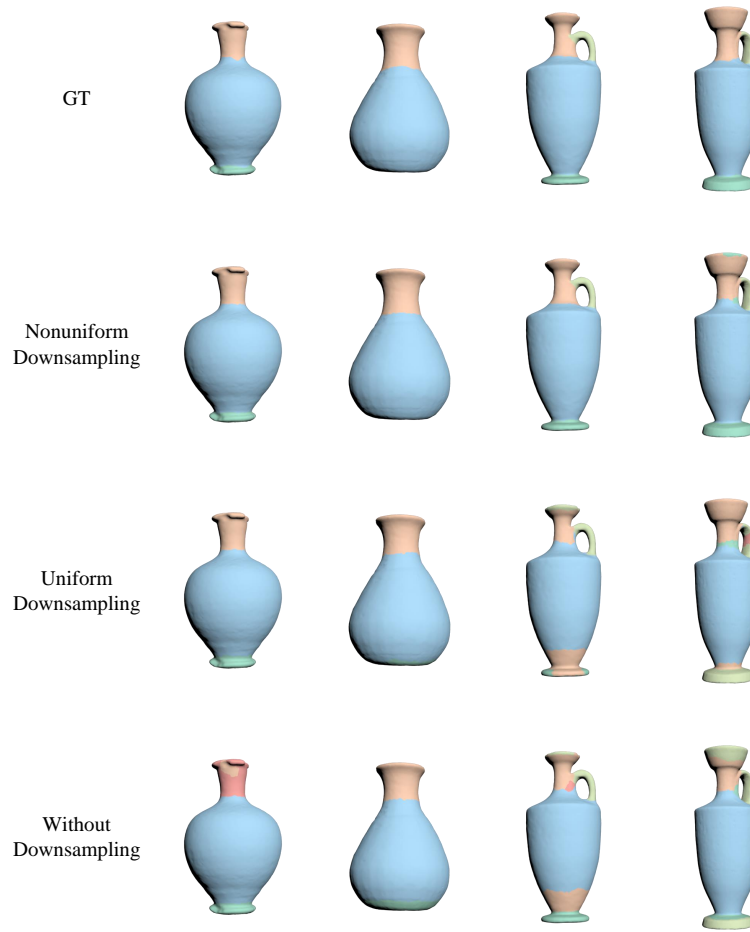 GT
Nonuniform
Downsampling
Uniform
Downsampling
Without
Downsampling